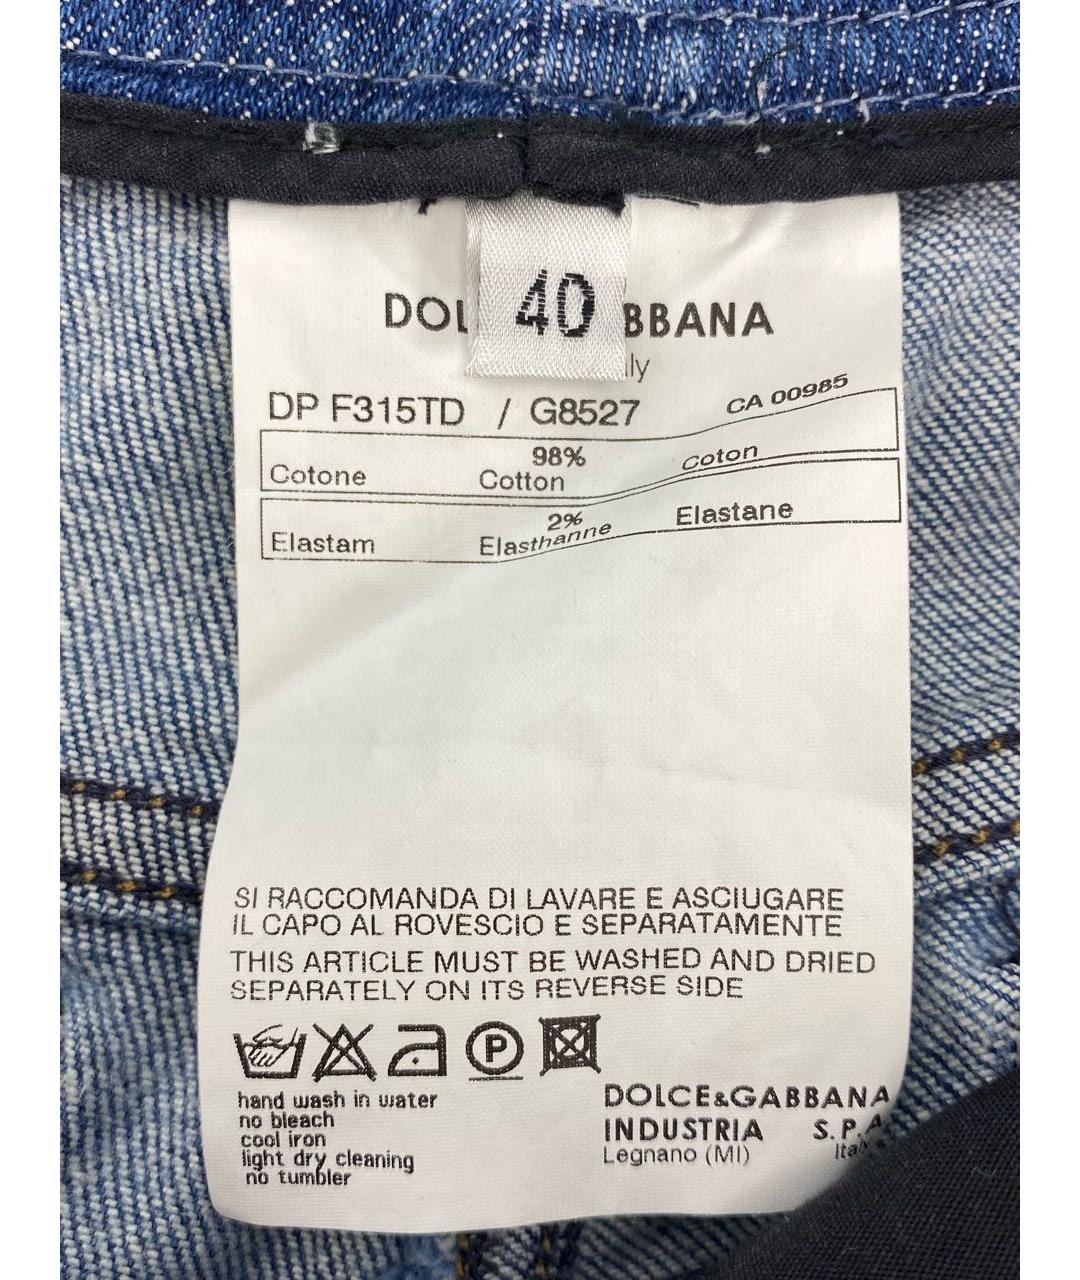 40
DOL BBANA
ly
DP F315TD / G8527 CA 00985
98%
Cotone Cotton Coton
2%
Elastam Elasthanne Elastane
SI RACCOMANDA DI LAVARE E ASCIUGARE
IL CAPO AL ROVESCIO E SEPARATAMENTE
THIS ARTICLE MUST BE WASHED AND DRIED
SEPARATELY ON ITS REVERSE SIDE
P
hand wash in water
no bleach
cool iron
light dry cleaning
no tumbler
DOLCE&GABBANA
INDUSTRIA S.P.A.
Legnano (MI) Italy